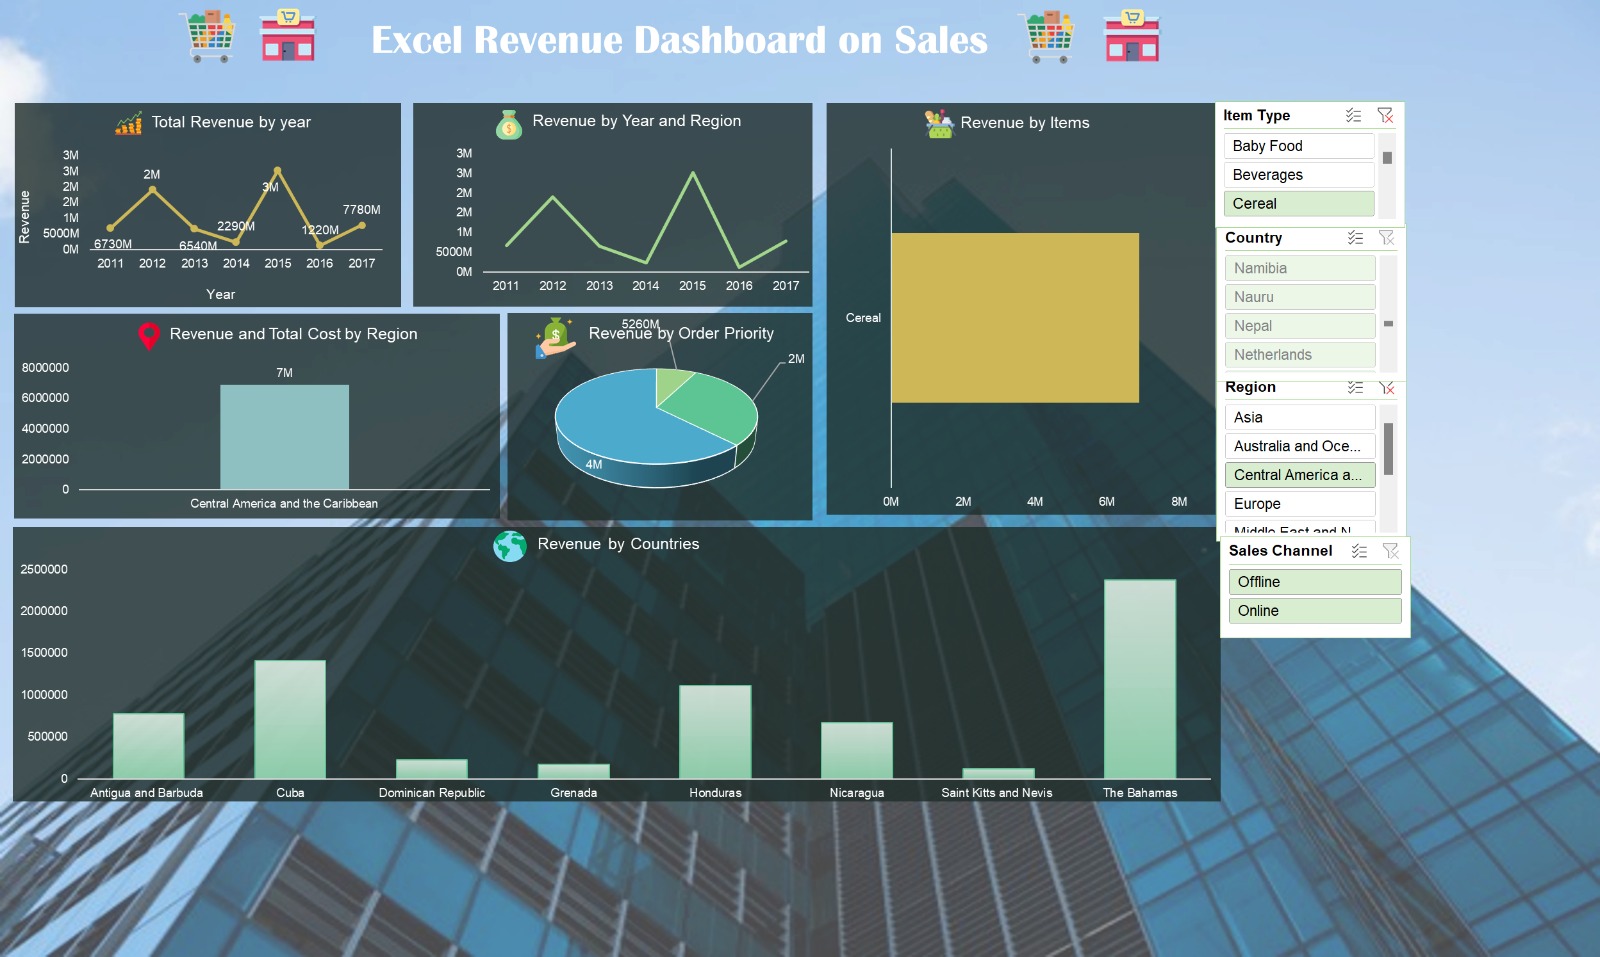 Excel Revenue Dashboard on Sales
Total Revenue by year
3M
3M
2M
2M
1M
5000M
0M
Revenue
6730M
2M
6540M
2290M
3M
1220M
7780M
2011 2012 2013 2014 2015 2016 2017
Year
Revenue by Year and Region
3M
3M
2M
2M
1M
5000M
0M
2011 2012 2013 2014 2015 2016 2017
Revenue by Items
Cereal
0M 2M 4M 6M 8M
Revenue and Total Cost by Region
8000000
6000000
4000000
2000000
0
7M
Central America and the Caribbean
Revenue by Order Priority
5260M
2M
4M
Revenue by Countries
2500000
2000000
1500000
1000000
500000
0
Antigua and Barbuda Cuba Dominican Republic Grenada Honduras Nicaragua Saint Kitts and Nevis The Bahamas
Item Type
Baby Food
Beverages
Cereal
Country
Namibia
Nauru
Nepal
Netherlands
Region
Asia
Australia and Oce...
Central America a...
Europe
Middle East and N...
Sales Channel
Offline
Online